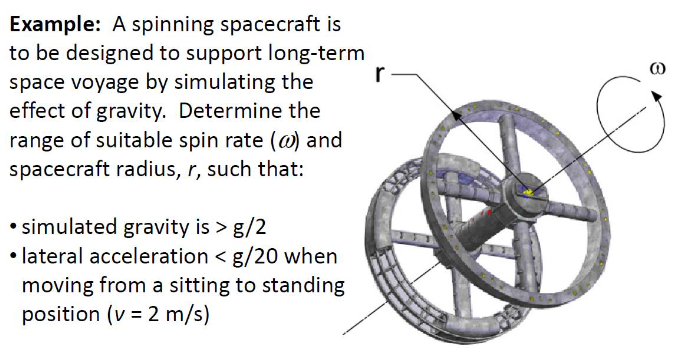 Example: A spinning spacecraft is
to be designed to support long-term
space voyage by simulating the
effect of gravity. Determine the
range of suitable spin rate (ω) and
spacecraft radius, r, such that:
• simulated gravity is > g/2
• lateral acceleration < g/20 when
moving from a sitting to standing
position (v = 2 m/s)
r
ω